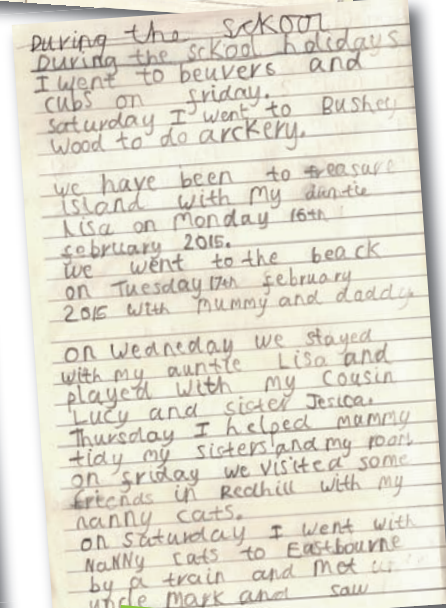 During the sckool
During the sckool holidays
I went to beuvers and
cubs on friday.
saturday I went to Bushey
wood to do arckery.
we have been to treasure
island with my auntie
Lisa on Monday 16th
february 2015.
we went to the beack
on Tuesday 17th february
2015 with mummy and daddy.
on wedneday we stayed
with my auntie Lisa and
played with my cousin
Lucy and sister Jesica.
Thursday I helped mammy
tidy my sisters and my room
on friday we visited some
friends in Redhill with my
nanny cats.
on saturday I went with
NaNNy cats to Eastbourne
by a train and met
uncle mark and saw